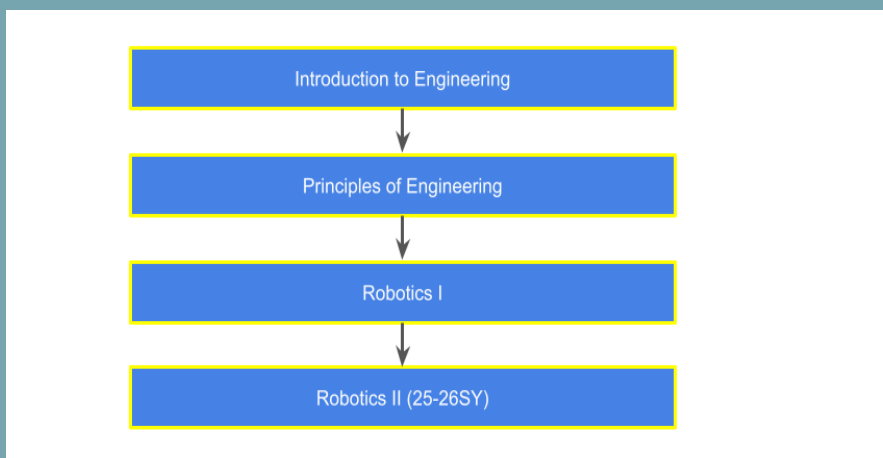 Introduction to Engineering
Principles of Engineering
Robotics I
Robotics II (25-26SY)